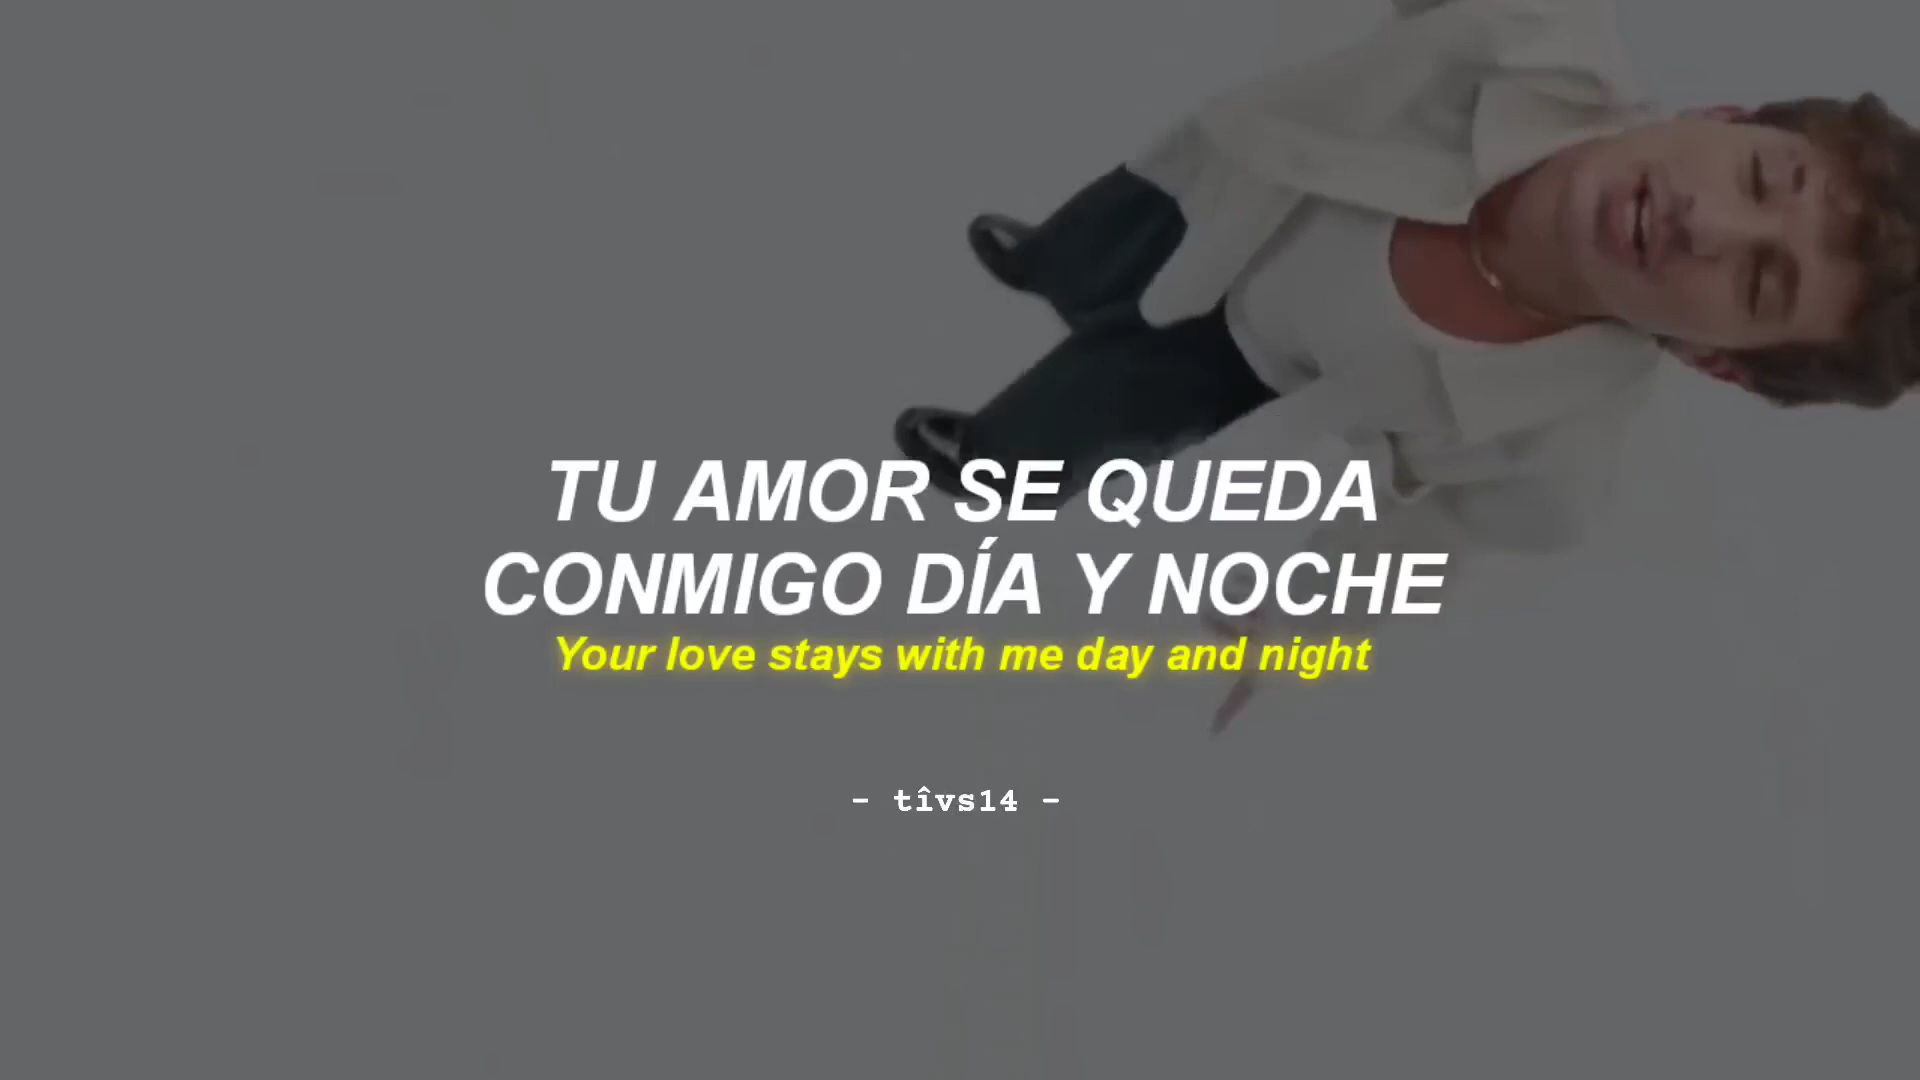 TU AMOR SE QUEDA
CONMIGO DÍA Y NOCHE
Your love stays with me day and night
- tîvs14 -